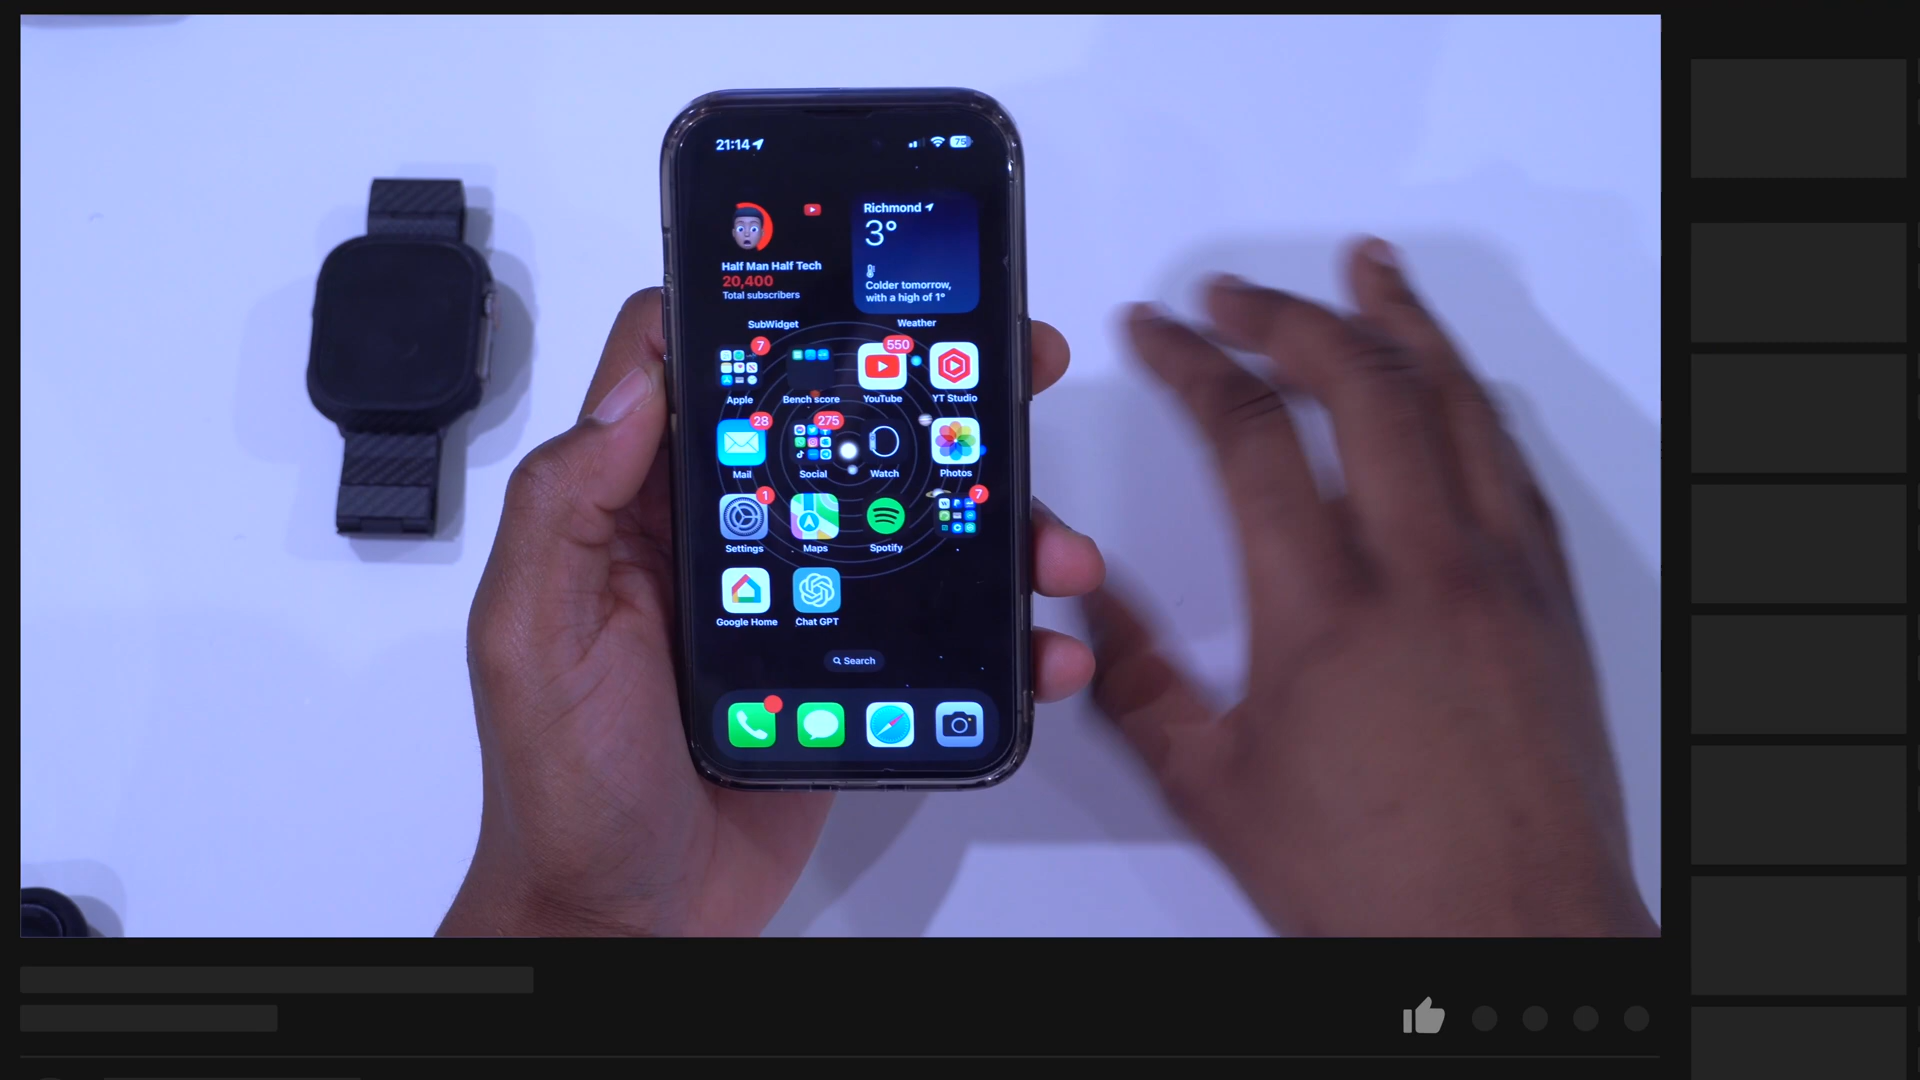 21:14
75
Half Man Half Tech
20,400
Total subscribers
SubWidget
Richmond
3°
Colder tomorrow,
with a high of 1°
Weather
7
550
Apple
Bench score
YouTube
YT Studio
28
275
Mail
Social
Watch
Photos
1
7
Settings
Maps
Spotify
Google Home
Chat GPT
Search